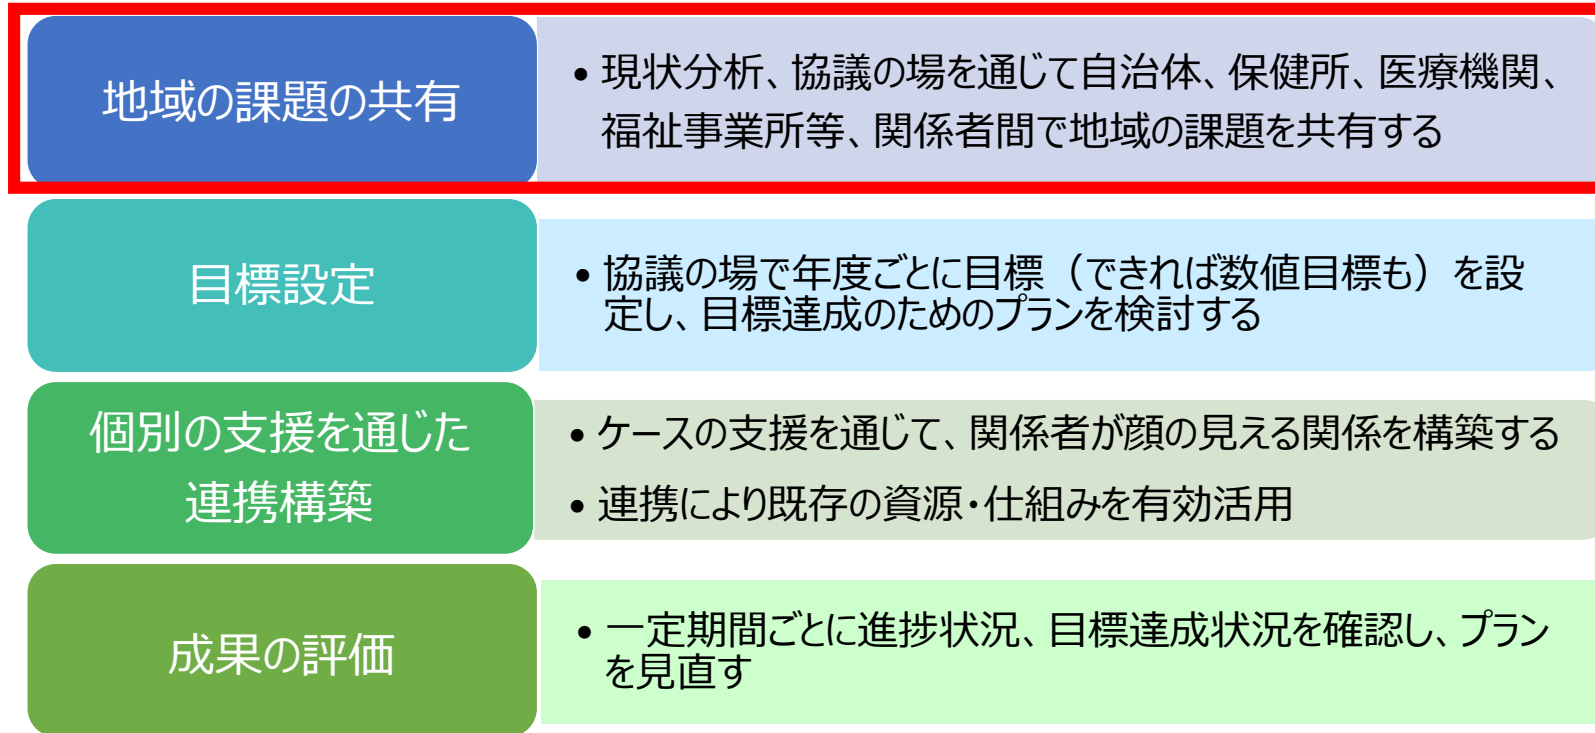 地域の課題の共有
• 現状分析、協議の場を通じて自治体、保健所、医療機関、
福祉事業所等、関係者間で地域の課題を共有する
目標設定
• 協議の場で年度ごとに目標（できれば数値目標も）を設
定し、目標達成のためのプランを検討する
個別の支援を通じた
連携構築
• ケースの支援を通じて、関係者が顔の見える関係を構築する
• 連携により既存の資源・仕組みを有効活用
成果の評価
• 一定期間ごとに進捗状況、目標達成状況を確認し、プラン
を見直す